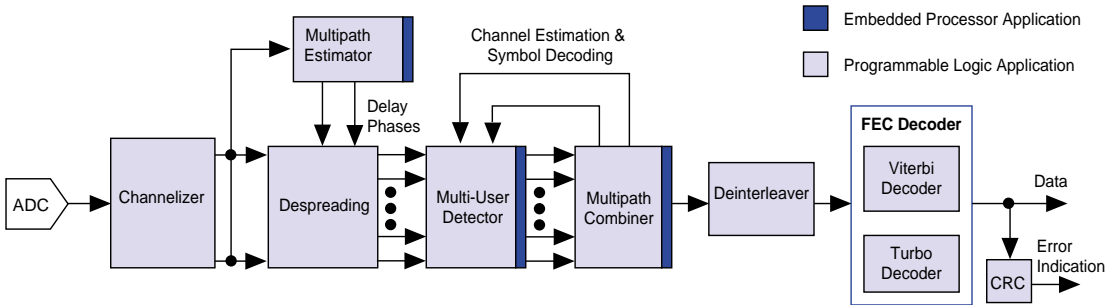 Multipath
Estimator
Channel Estimation &
Symbol Decoding
Embedded Processor Application
Programmable Logic Application
Delay
Phases
FEC Decoder
ADC
Channelizer
Despreading
Multi-User
Detector
Multipath
Combiner
Deinterleaver
Viterbi
Decoder
Turbo
Decoder
Data
CRC
Error
Indication